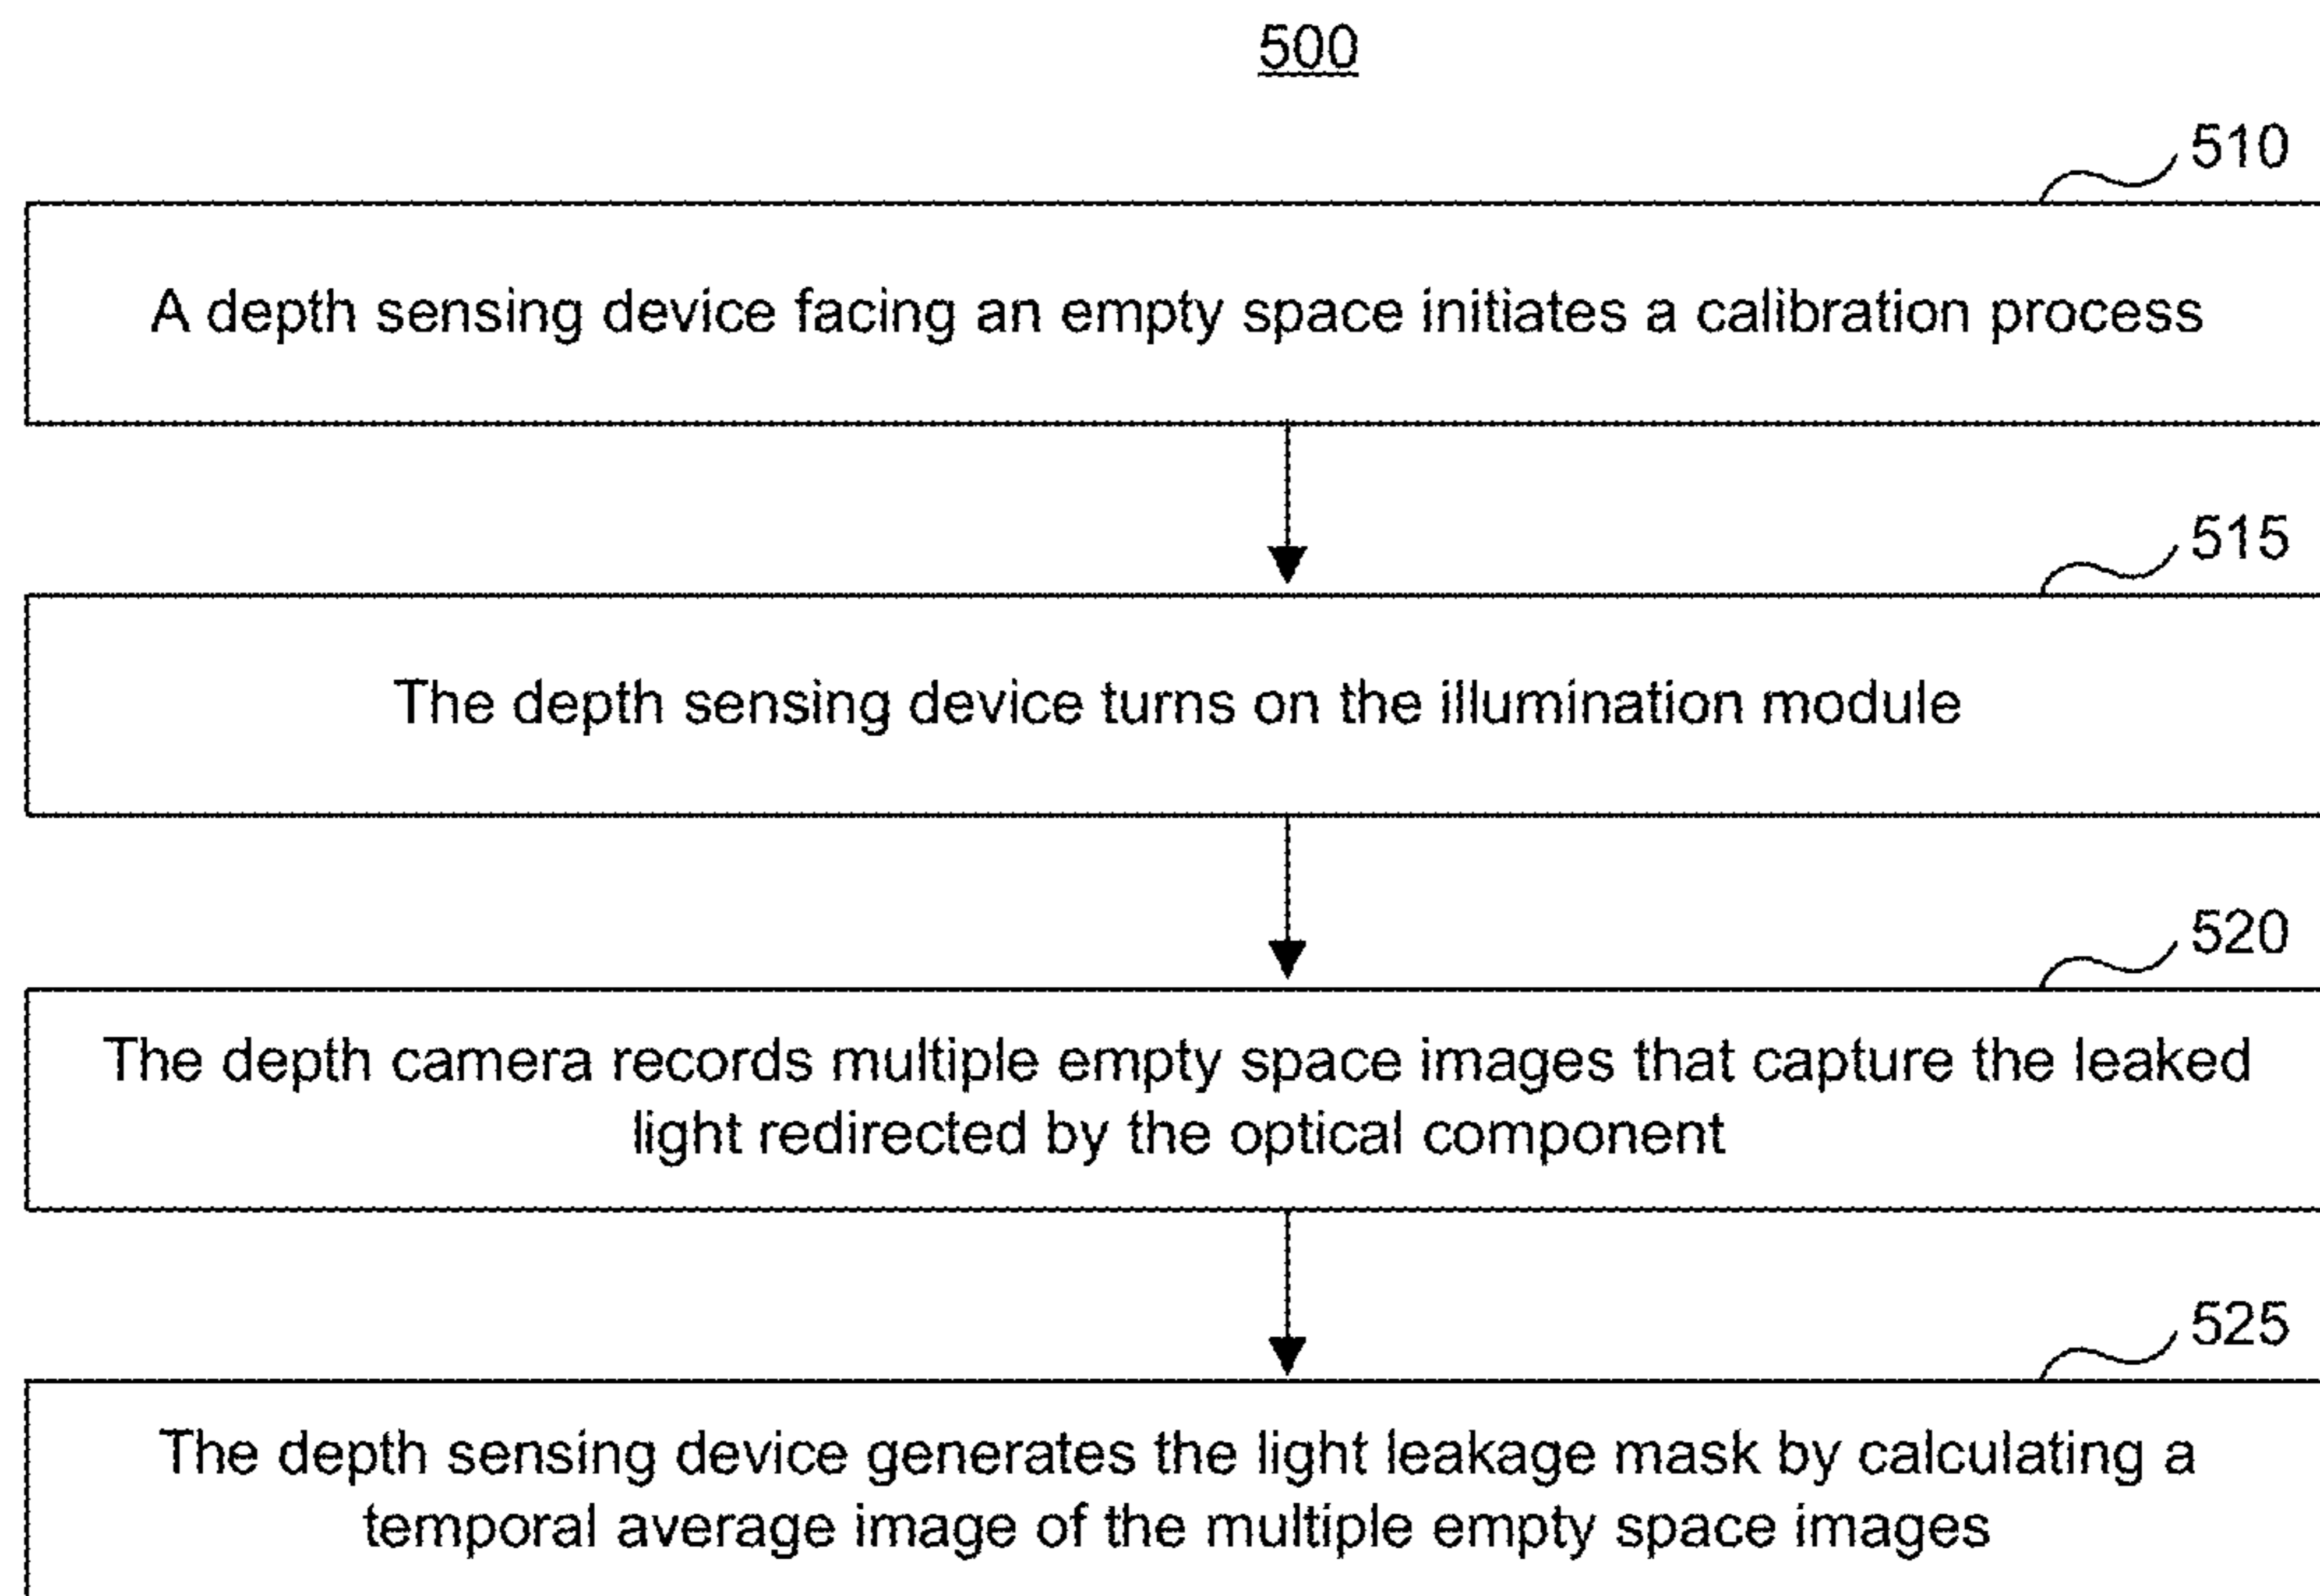 500
510
A depth sensing device facing an empty space initiates a calibration process
515
The depth sensing device turns on the illumination module
520
The depth camera records multiple empty space images that capture the leaked
light redirected by the optical component
525
The depth sensing device generates the light leakage mask by calculating a
temporal average image of the multiple empty space images